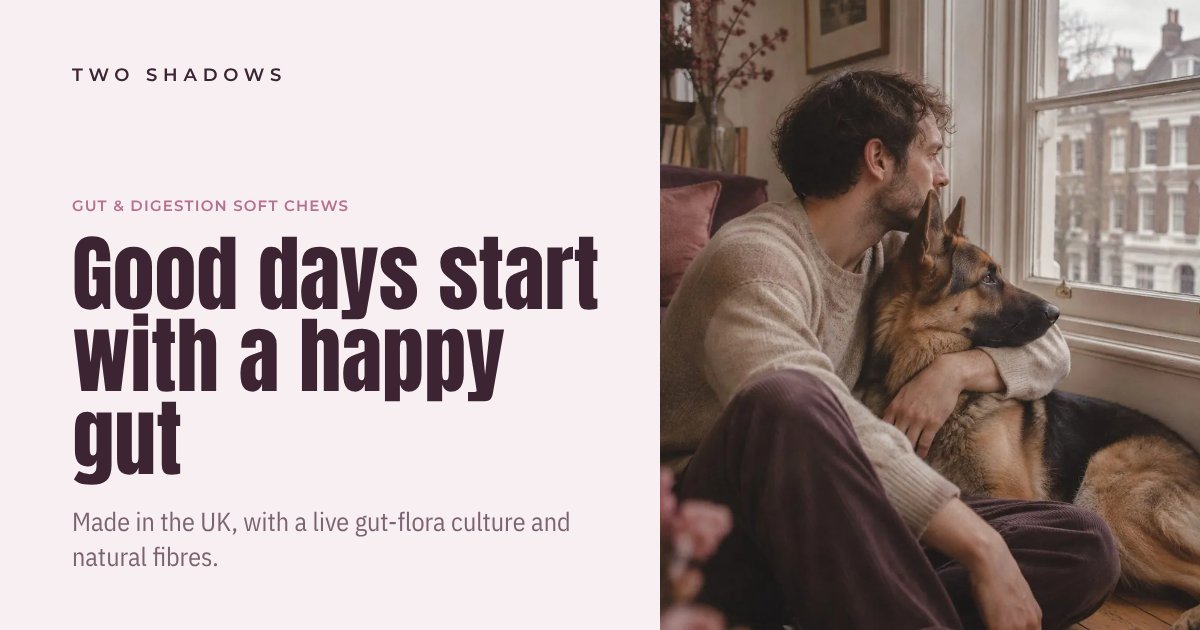 TWO SHADOWS
GUT & DIGESTION SOFT CHEWS
Good days start
with a happy
gut
Made in the UK, with a live gut-flora culture and
natural fibres.